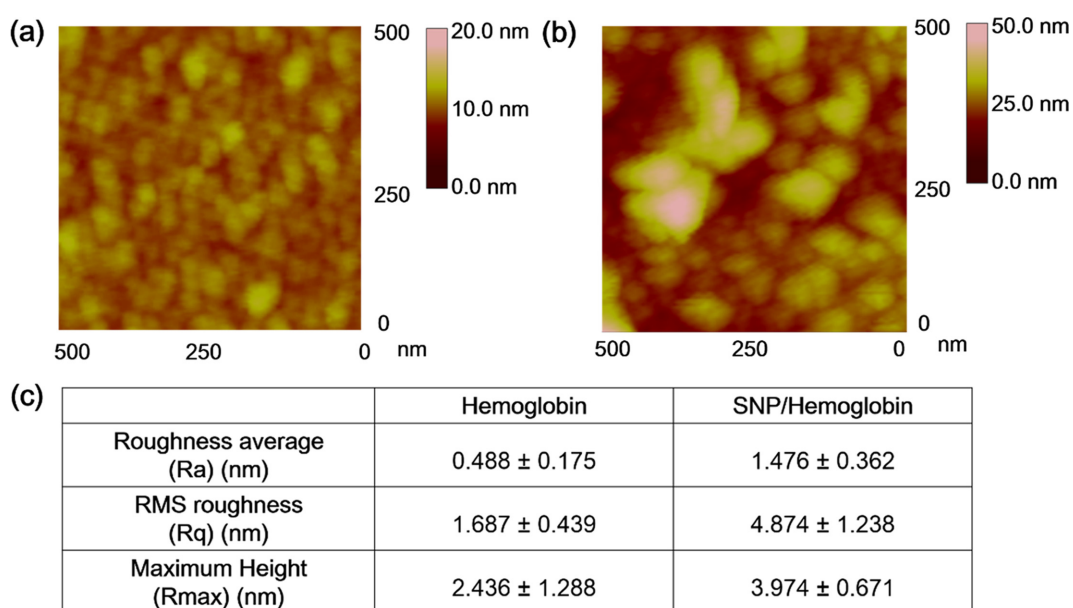 (a)
500
250
0
500
250
0
nm
20.0 nm
10.0 nm
0.0 nm
(b)
500
250
0
500
250
0
nm
50.0 nm
25.0 nm
0.0 nm
(c)
Hemoglobin
SNP/Hemoglobin
Roughness average
(Ra) (nm)
0.488 ± 0.175
1.476 ± 0.362
RMS roughness
(Rq) (nm)
1.687 ± 0.439
4.874 ± 1.238
Maximum Height
(Rmax) (nm)
2.436 ± 1.288
3.974 ± 0.671